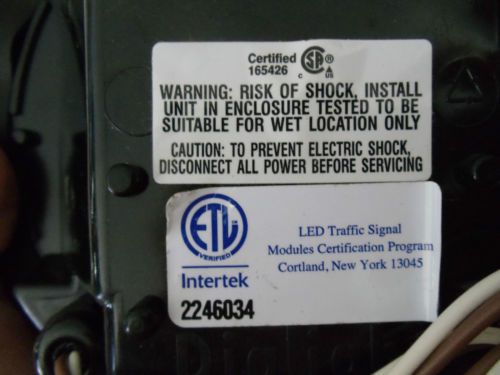 Certified
165426
C SA ® US
WARNING: RISK OF SHOCK, INSTALL
UNIT IN ENCLOSURE TESTED TO BE
SUITABLE FOR WET LOCATION ONLY
CAUTION: TO PREVENT ELECTRIC SHOCK,
DISCONNECT ALL POWER BEFORE SERVICING
ETL
VERIFIED
Intertek
2246034
LED Traffic Signal
Modules Certification Program
Cortland, New York 13045